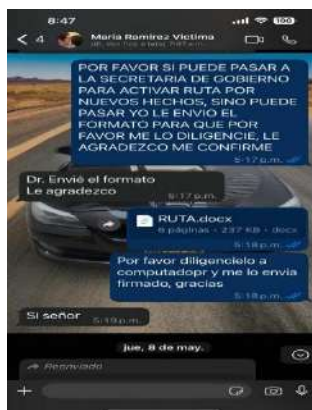 8:47
100
4
Maria Ramirez Victima
POR FAVOR SI PUEDE PASAR A
LA SECRETARIA DE GOBIERNO
PARA ACTIVAR RUTA POR
NUEVOS HECHOS, SINO PUEDE
PASAR YO LE ENVIO EL
FORMATO PARA QUE POR
FAVOR ME LO DILIGENCIE, LE
AGRADEZCO ME CONFIRME
5:17 p.m.
Dr. Envié el formato
Le agradezco
5:17 p.m.
RUTA.docx
6 páginas • 237 KB • docx
5:18 p.m.
Por favor diligencielo a
computadopr y me lo envia
firmado, gracias
5:18 p.m.
Si señor
5:19 p.m.
jue, 8 de may.
Reenviado